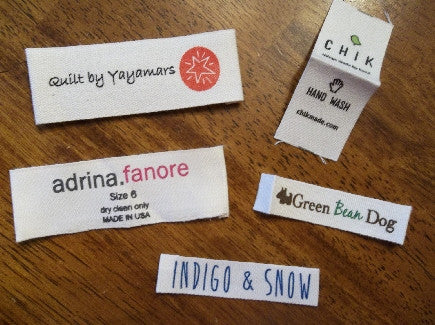 Quilt by Yayamars
CHIK
HAND WASH
chikmade.com
adrina.fanore
Size 6
dry clean only
MADE IN USA
Green Bean Dog
INDIGO & SNOW